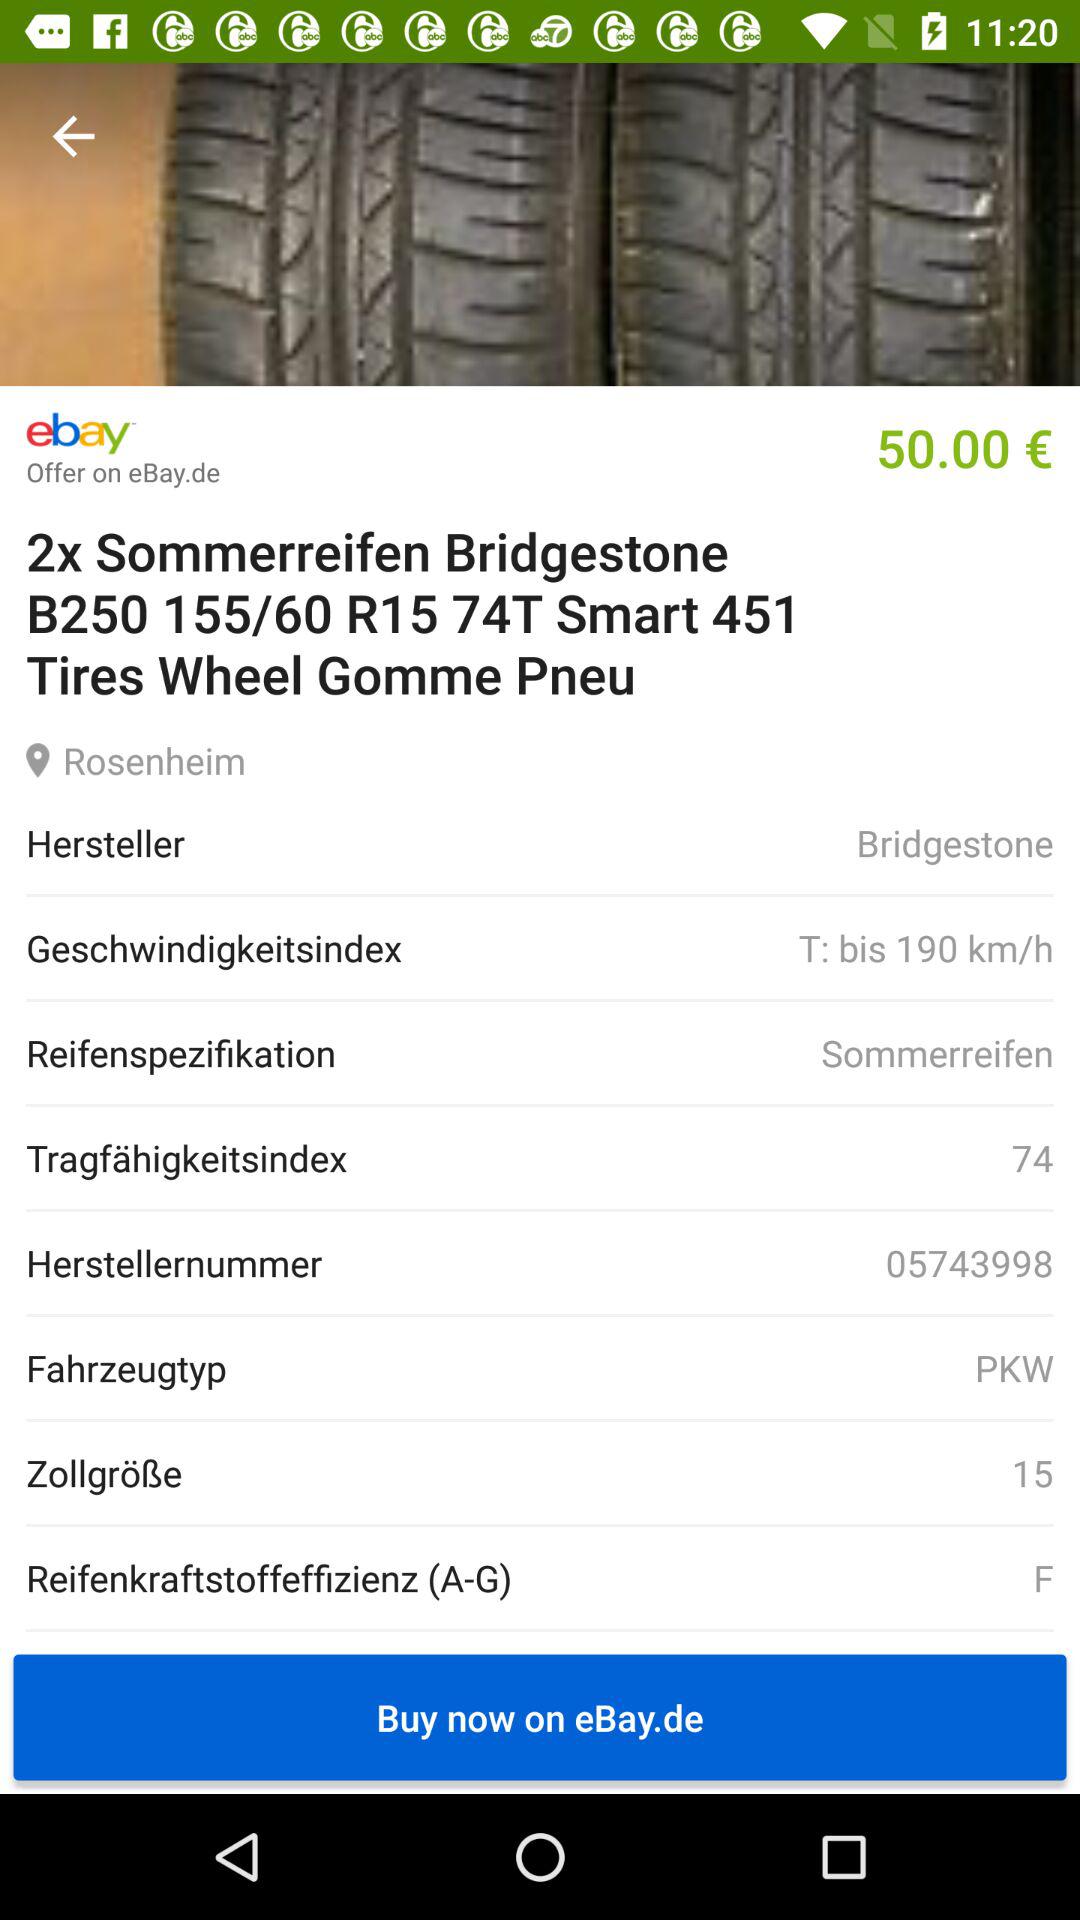 11:20
ebay
Offer on eBay.de
50.00 €
2x Sommerreifen Bridgestone
B250 155/60 R15 74T Smart 451
Tires Wheel Gomme Pneu
Rosenheim
Hersteller Bridgestone
Geschwindigkeitsindex T: bis 190 km/h
Reifenspezifikation Sommerreifen
Tragfähigkeitsindex 74
Herstellernummer 05743998
Fahrzeugtyp PKW
Zollgröße 15
Reifenkraftstoffeffizienz (A-G) F
Buy now on eBay.de